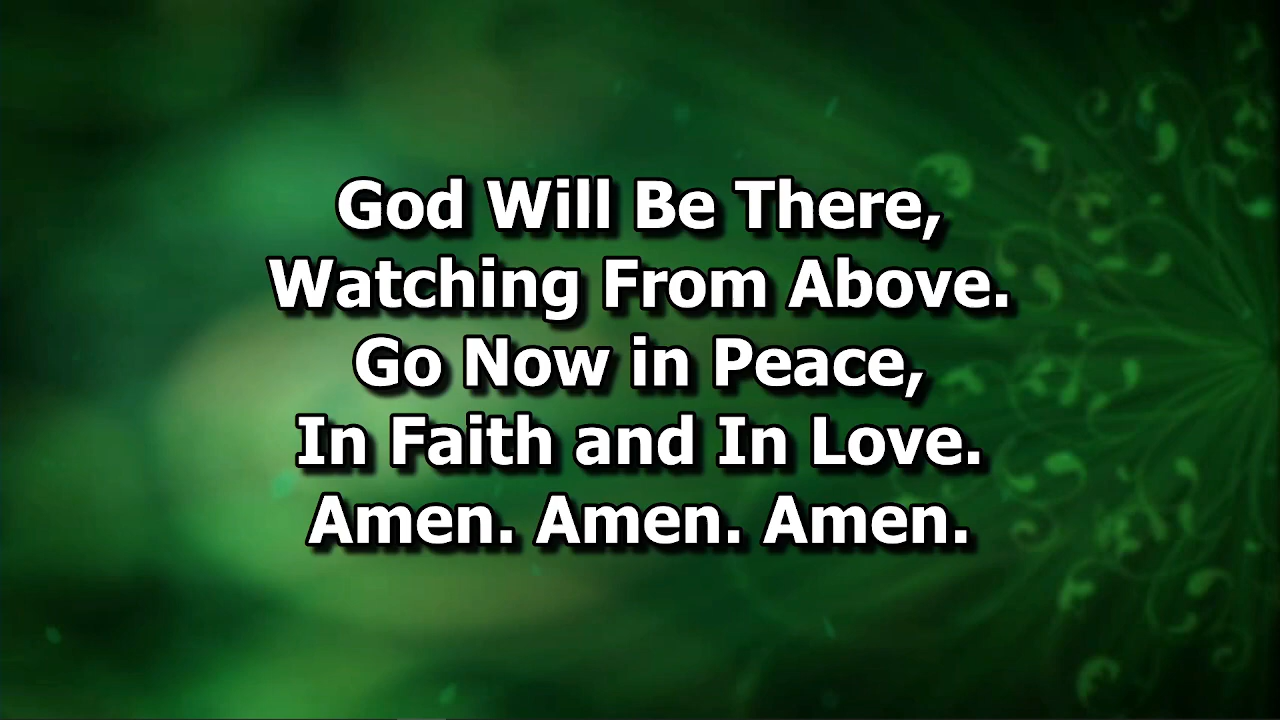 God Will Be There,
Watching From Above.
Go Now in Peace,
In Faith and In Love.
Amen. Amen. Amen.